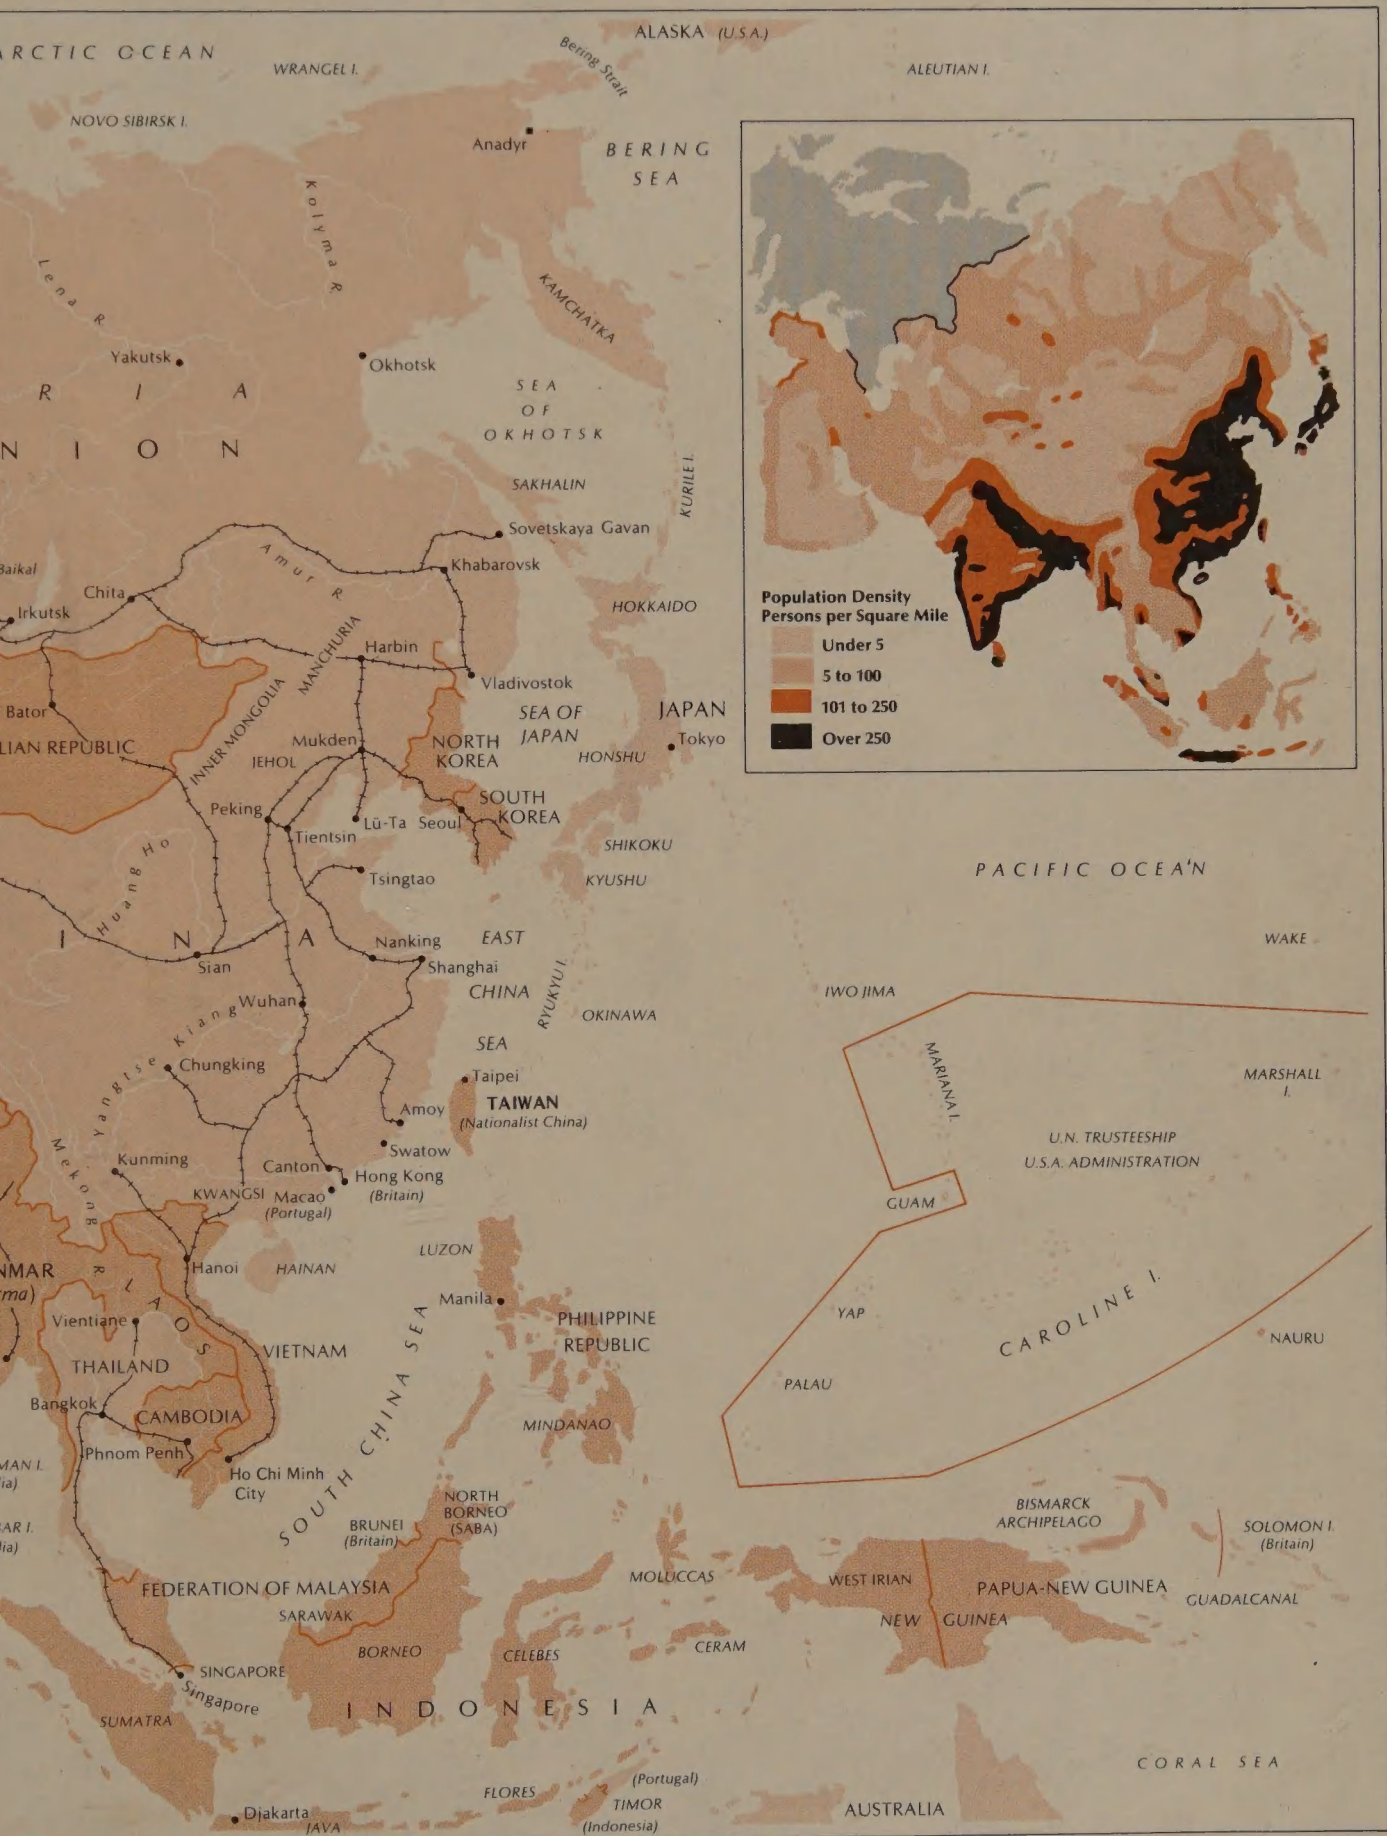 ARCTIC OCEAN
WRANGEL I.
Bering Strait
ALASKA (U.S.A.)
ALEUTIAN I.
NOVO SIBIRSK I.
Anadyr
BERING
SEA
Kolyma R
Lena R
KAMCHATKA
Yakutsk
Okhotsk
R I A
SEA
OF
OKHOTSK
N I O N
SAKHALIN
KURILE I.
Sovetskaya Gavan
Amur R
Khabarovsk
Baikal
Chita
Irkutsk
HOKKAIDO
MANCHURIA
Harbin
Vladivostok
INNER MONGOLIA
Bator
SEA OF
JAPAN
JAPAN
Tokyo
LIAN REPUBLIC
Mukden
JEHOL
NORTH
KOREA
HONSHU
Population Density
Persons per Square Mile
Under 5
5 to 100
101 to 250
Over 250
Peking
Tientsin
Lü-Ta
Seoul
SOUTH
KOREA
SHIKOKU
KYUSHU
Huang Ho
Tsingtao
PACIFIC OCEAN
I N A
Nanking
Sian
Shanghai
EAST
CHINA
SEA
RYUKYU I.
OKINAWA
WAKE
IWO JIMA
Wuhan
Yangtse Kiang
Chungking
MARIANA I.
MARSHALL
I.
Taipei
TAIWAN
(Nationalist China)
Amoy
Swatow
U.N. TRUSTEESHIP
U.S.A. ADMINISTRATION
Mekong R
Kunming
Canton
Hong Kong
(Britain)
KWANGSI
Macao
(Portugal)
GUAM
Hanoi
HAINAN
LUZON
NMAR
rma)
LAOS
Vientiane
Manila
PHILIPPINE
REPUBLIC
YAP
CAROLINE I.
NAURU
VIETNAM
THAILAND
SOUTH CHINA SEA
PALAU
Bangkok
CAMBODIA
MINDANAO
Phnom Penh
MAN I.
ia)
Ho Chi Minh
City
AR I.
lia)
NORTH
BORNEO
(SABA)
BRUNEI
(Britain)
BISMARCK
ARCHIPELAGO
SOLOMON I.
(Britain)
FEDERATION OF MALAYSIA
SARAWAK
MOLUCCAS
WEST IRIAN
PAPUA-NEW GUINEA
GUADALCANAL
NEW GUINEA
BORNEO
CELEBES
CERAM
SINGAPORE
Singapore
INDONESIA
SUMATRA
CORAL SEA
FLORES
(Portugal)
TIMOR
(Indonesia)
Djakarta
JAVA
AUSTRALIA